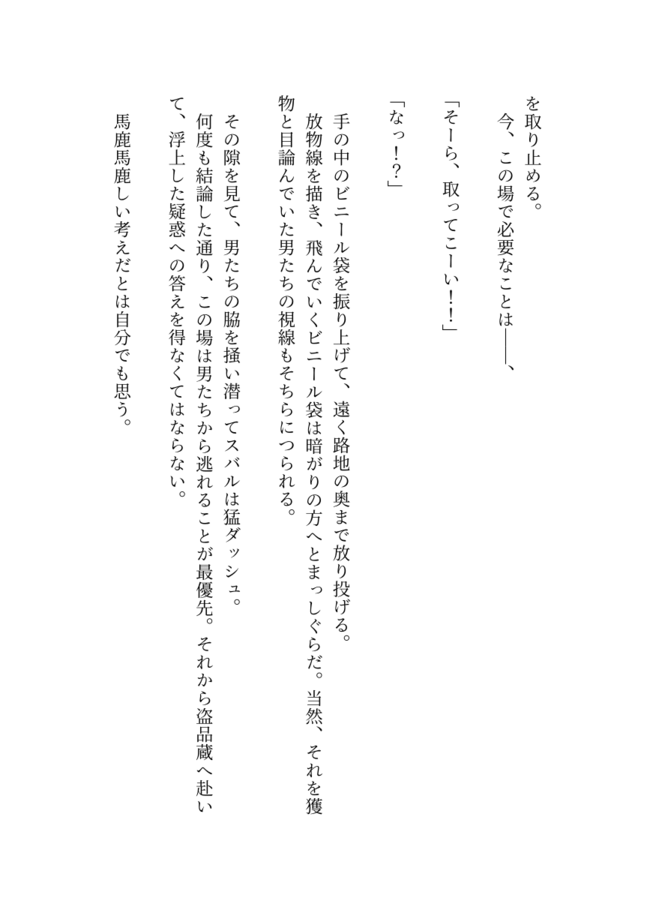 を取り止める。
　今、この場で必要なことは――、
「そーら、取ってこーい！！」
「なっ！？」
　手の中のビニール袋を振り上げて、遠く路地の奥まで放り投げる。
　放物線を描き、飛んでいくビニール袋は暗がりの方へとまっしぐらだ。当然、それを獲
物と目論んでいた男たちの視線もそちらにつられる。
　その隙を見て、男たちの脇を掻い潜ってスバルは猛ダッシュ。
　何度も結論した通り、この場は男たちから逃れることが最優先。それから盗品蔵へ赴い
て、浮上した疑惑への答えを得なくてはならない。
　馬鹿馬鹿しい考えだとは自分でも思う。